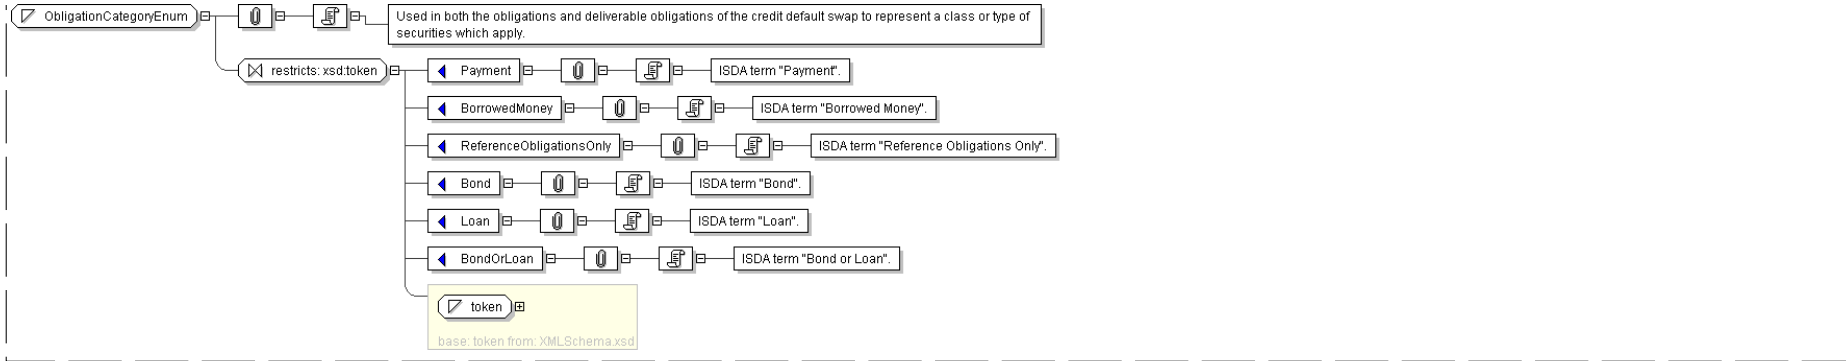 ObligationCategoryEnum
Used in both the obligations and deliverable obligations of the credit default swap to represent a class or type of
securities which apply.
restricts: xsd:token
Payment
ISDA term "Payment".
BorrowedMoney
ISDA term "Borrowed Money".
ReferenceObligationsOnly
ISDA term "Reference Obligations Only".
Bond
ISDA term "Bond".
Loan
ISDA term "Loan".
BondOrLoan
ISDA term "Bond or Loan".
token
base: token from: XMLSchema.xsd